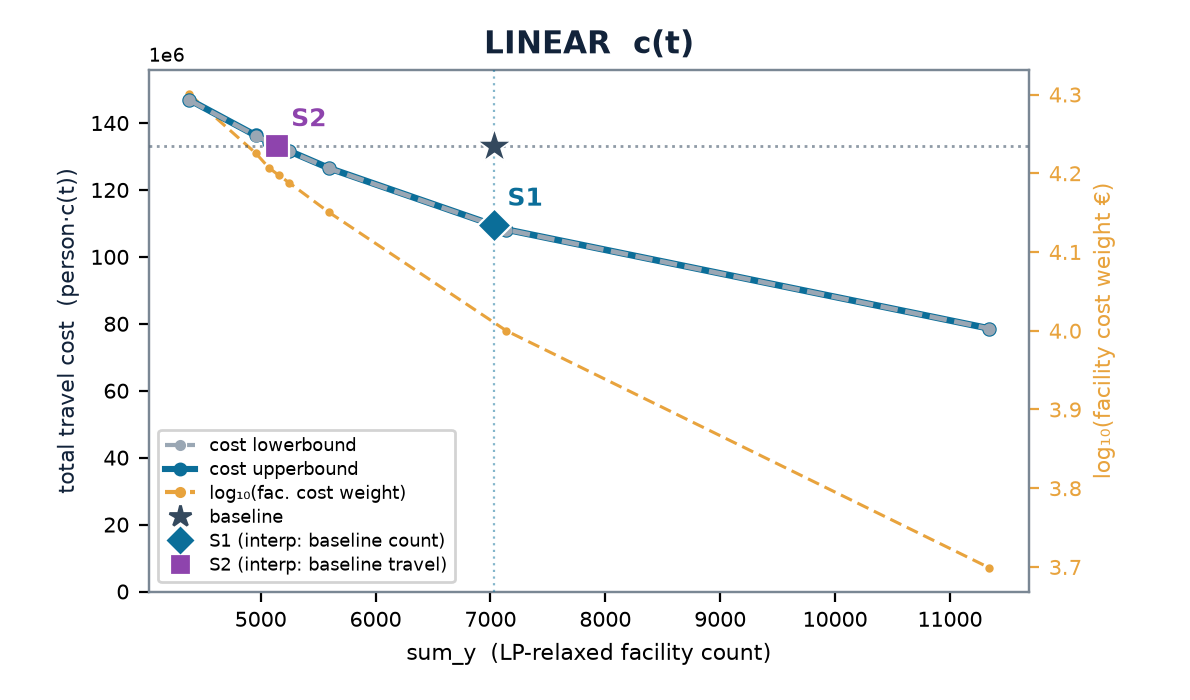 LINEAR  c(t)
1e6
140
120
100
80
60
40
20
0
total travel cost  (person·c(t))
S2
S1
4.3
4.2
4.1
4.0
3.9
3.8
3.7
log₁₀(facility cost weight €)
cost lowerbound
cost upperbound
log₁₀(fac. cost weight)
baseline
S1 (interp: baseline count)
S2 (interp: baseline travel)
5000 6000 7000 8000 9000 10000 11000
sum_y  (LP-relaxed facility count)